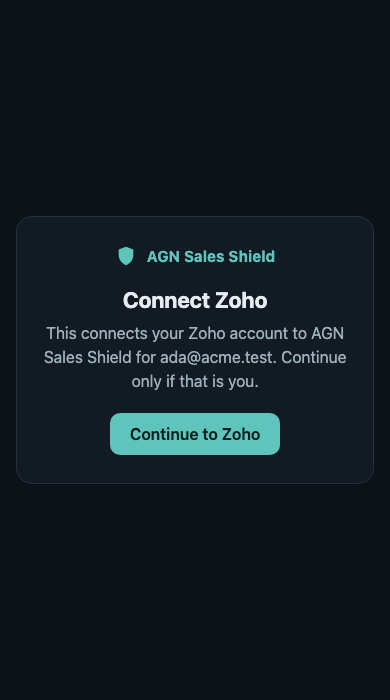 AGN Sales Shield
Connect Zoho
This connects your Zoho account to AGN
Sales Shield for ada@acme.test. Continue
only if that is you.
Continue to Zoho